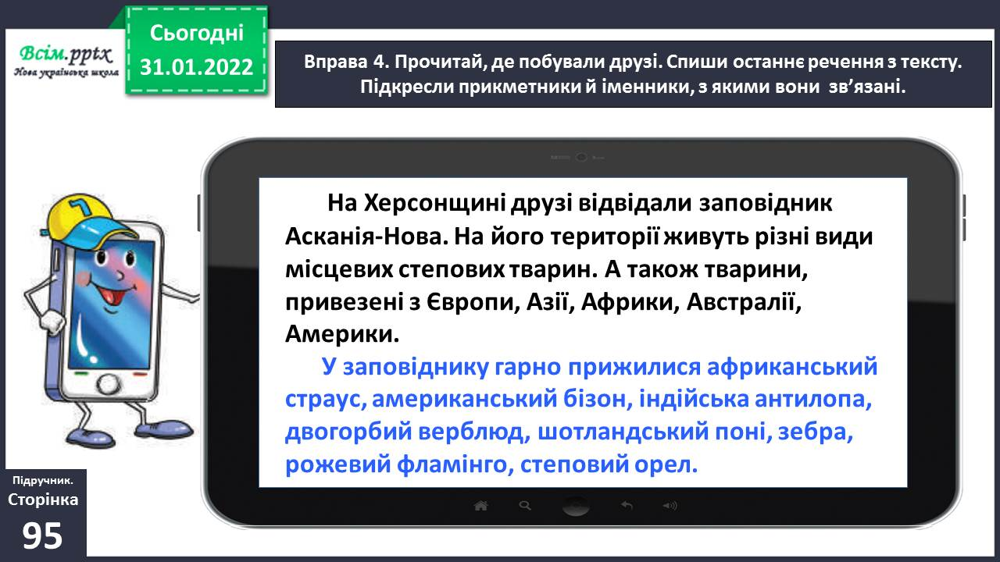 Сьогодні
31.01.2022
Всім.pptx
Нова українська школа
Вправа 4. Прочитай, де побували друзі. Спиши останнє речення з тексту.
Підкресли прикметники й іменники, з якими вони зв’язані.
На Херсонщині друзі відвідали заповідник
Асканія-Нова. На його території живуть різні види
місцевих степових тварин. А також тварини,
привезені з Європи, Азії, Африки, Австралії,
Америки.
У заповіднику гарно прижилися африканський
страус, американський бізон, індійська антилопа,
двогорбий верблюд, шотландський поні, зебра,
рожевий фламінго, степовий орел.
Підручник.
Сторінка
95